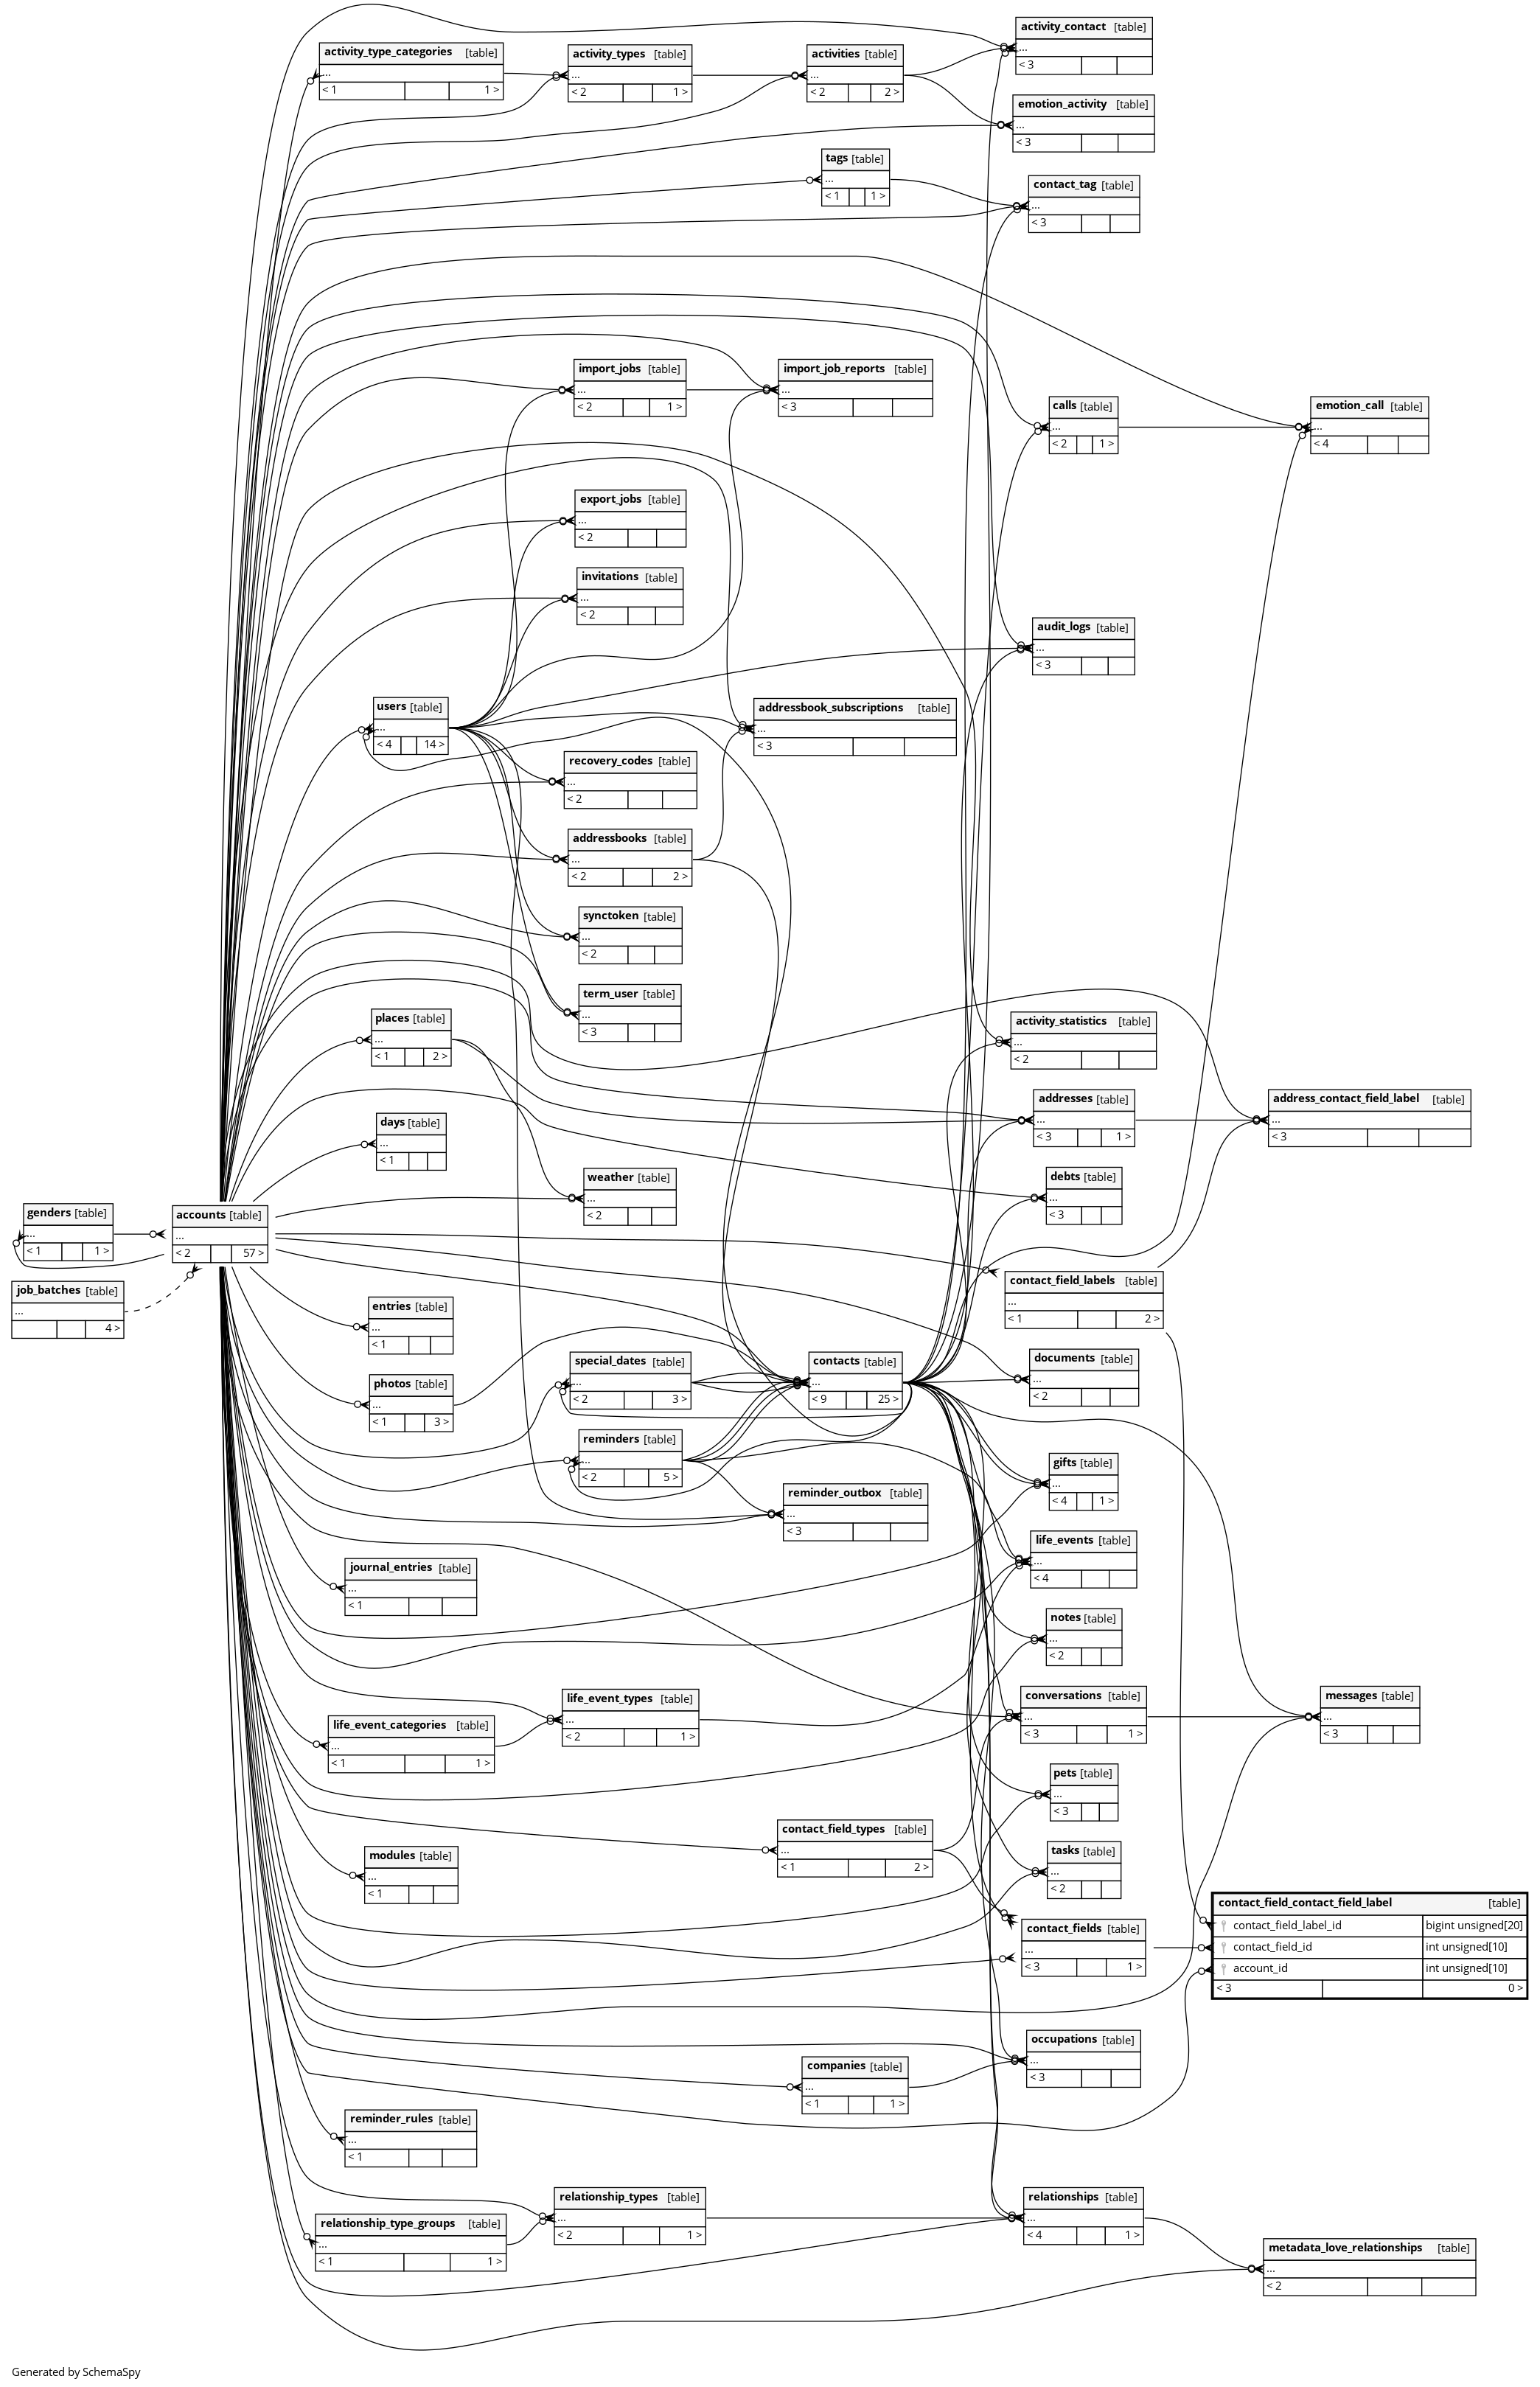 activity_contact [table]
...
< 3
activity_type_categories [table]
...
< 1 1 >
activity_types [table]
...
< 2 1 >
activities [table]
...
< 2 2 >
emotion_activity [table]
...
< 3
tags [table]
...
< 1 1 >
contact_tag [table]
...
< 3
import_jobs [table]
...
< 2 1 >
import_job_reports [table]
...
< 3
calls [table]
...
< 2 1 >
emotion_call [table]
...
< 4
export_jobs [table]
...
< 2
invitations [table]
...
< 2
audit_logs [table]
...
< 3
users [table]
...
< 4 14 >
addressbook_subscriptions [table]
...
< 3
recovery_codes [table]
...
< 2
addressbooks [table]
...
< 2 2 >
synctoken [table]
...
< 2
term_user [table]
...
< 3
places [table]
...
< 1 2 >
activity_statistics [table]
...
< 2
addresses [table]
...
< 3 1 >
address_contact_field_label [table]
...
< 3
days [table]
...
< 1
weather [table]
...
< 2
debts [table]
...
< 3
genders [table]
...
< 1 1 >
accounts [table]
...
< 2 57 >
job_batches [table]
...
4 >
contact_field_labels [table]
...
< 1 2 >
entries [table]
...
< 1
special_dates [table]
...
< 2 3 >
contacts [table]
...
< 9 25 >
documents [table]
...
< 2
photos [table]
...
< 1 3 >
reminders [table]
...
< 2 5 >
gifts [table]
...
< 4 1 >
reminder_outbox [table]
...
< 3
life_events [table]
...
< 4
journal_entries [table]
...
< 1
notes [table]
...
< 2
life_event_types [table]
...
< 2 1 >
conversations [table]
...
< 3 1 >
messages [table]
...
< 3
life_event_categories [table]
...
< 1 1 >
pets [table]
...
< 3
contact_field_types [table]
...
< 1 2 >
tasks [table]
...
< 2
modules [table]
...
< 1
contact_field_contact_field_label [table]
contact_field_label_id bigint unsigned[20]
contact_field_id int unsigned[10]
account_id int unsigned[10]
< 3 0 >
contact_fields [table]
...
< 3 1 >
occupations [table]
...
< 3
companies [table]
...
< 1 1 >
reminder_rules [table]
...
< 1
relationship_types [table]
...
< 2 1 >
relationships [table]
...
< 4 1 >
relationship_type_groups [table]
...
< 1 1 >
metadata_love_relationships [table]
...
< 2
Generated by SchemaSpy